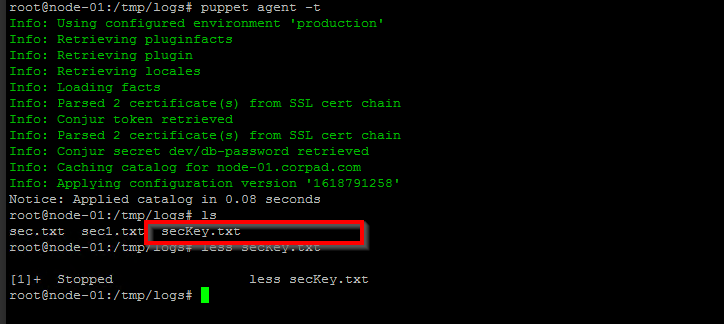 root@node-01:/tmp/logs# puppet agent -t
Info: Using configured environment 'production'
Info: Retrieving pluginfacts
Info: Retrieving plugin
Info: Retrieving locales
Info: Loading facts
Info: Parsed 2 certificate(s) from SSL cert chain
Info: Conjur token retrieved
Info: Parsed 2 certificate(s) from SSL cert chain
Info: Conjur secret dev/db-password retrieved
Info: Caching catalog for node-01.corpad.com
Info: Applying configuration version '1618791258'
Notice: Applied catalog in 0.08 seconds
root@node-01:/tmp/logs# ls
sec.txt  sec1.txt  secKey.txt
root@node-01:/tmp/logs# less secKey.txt
[1]+  Stopped                 less secKey.txt
root@node-01:/tmp/logs#